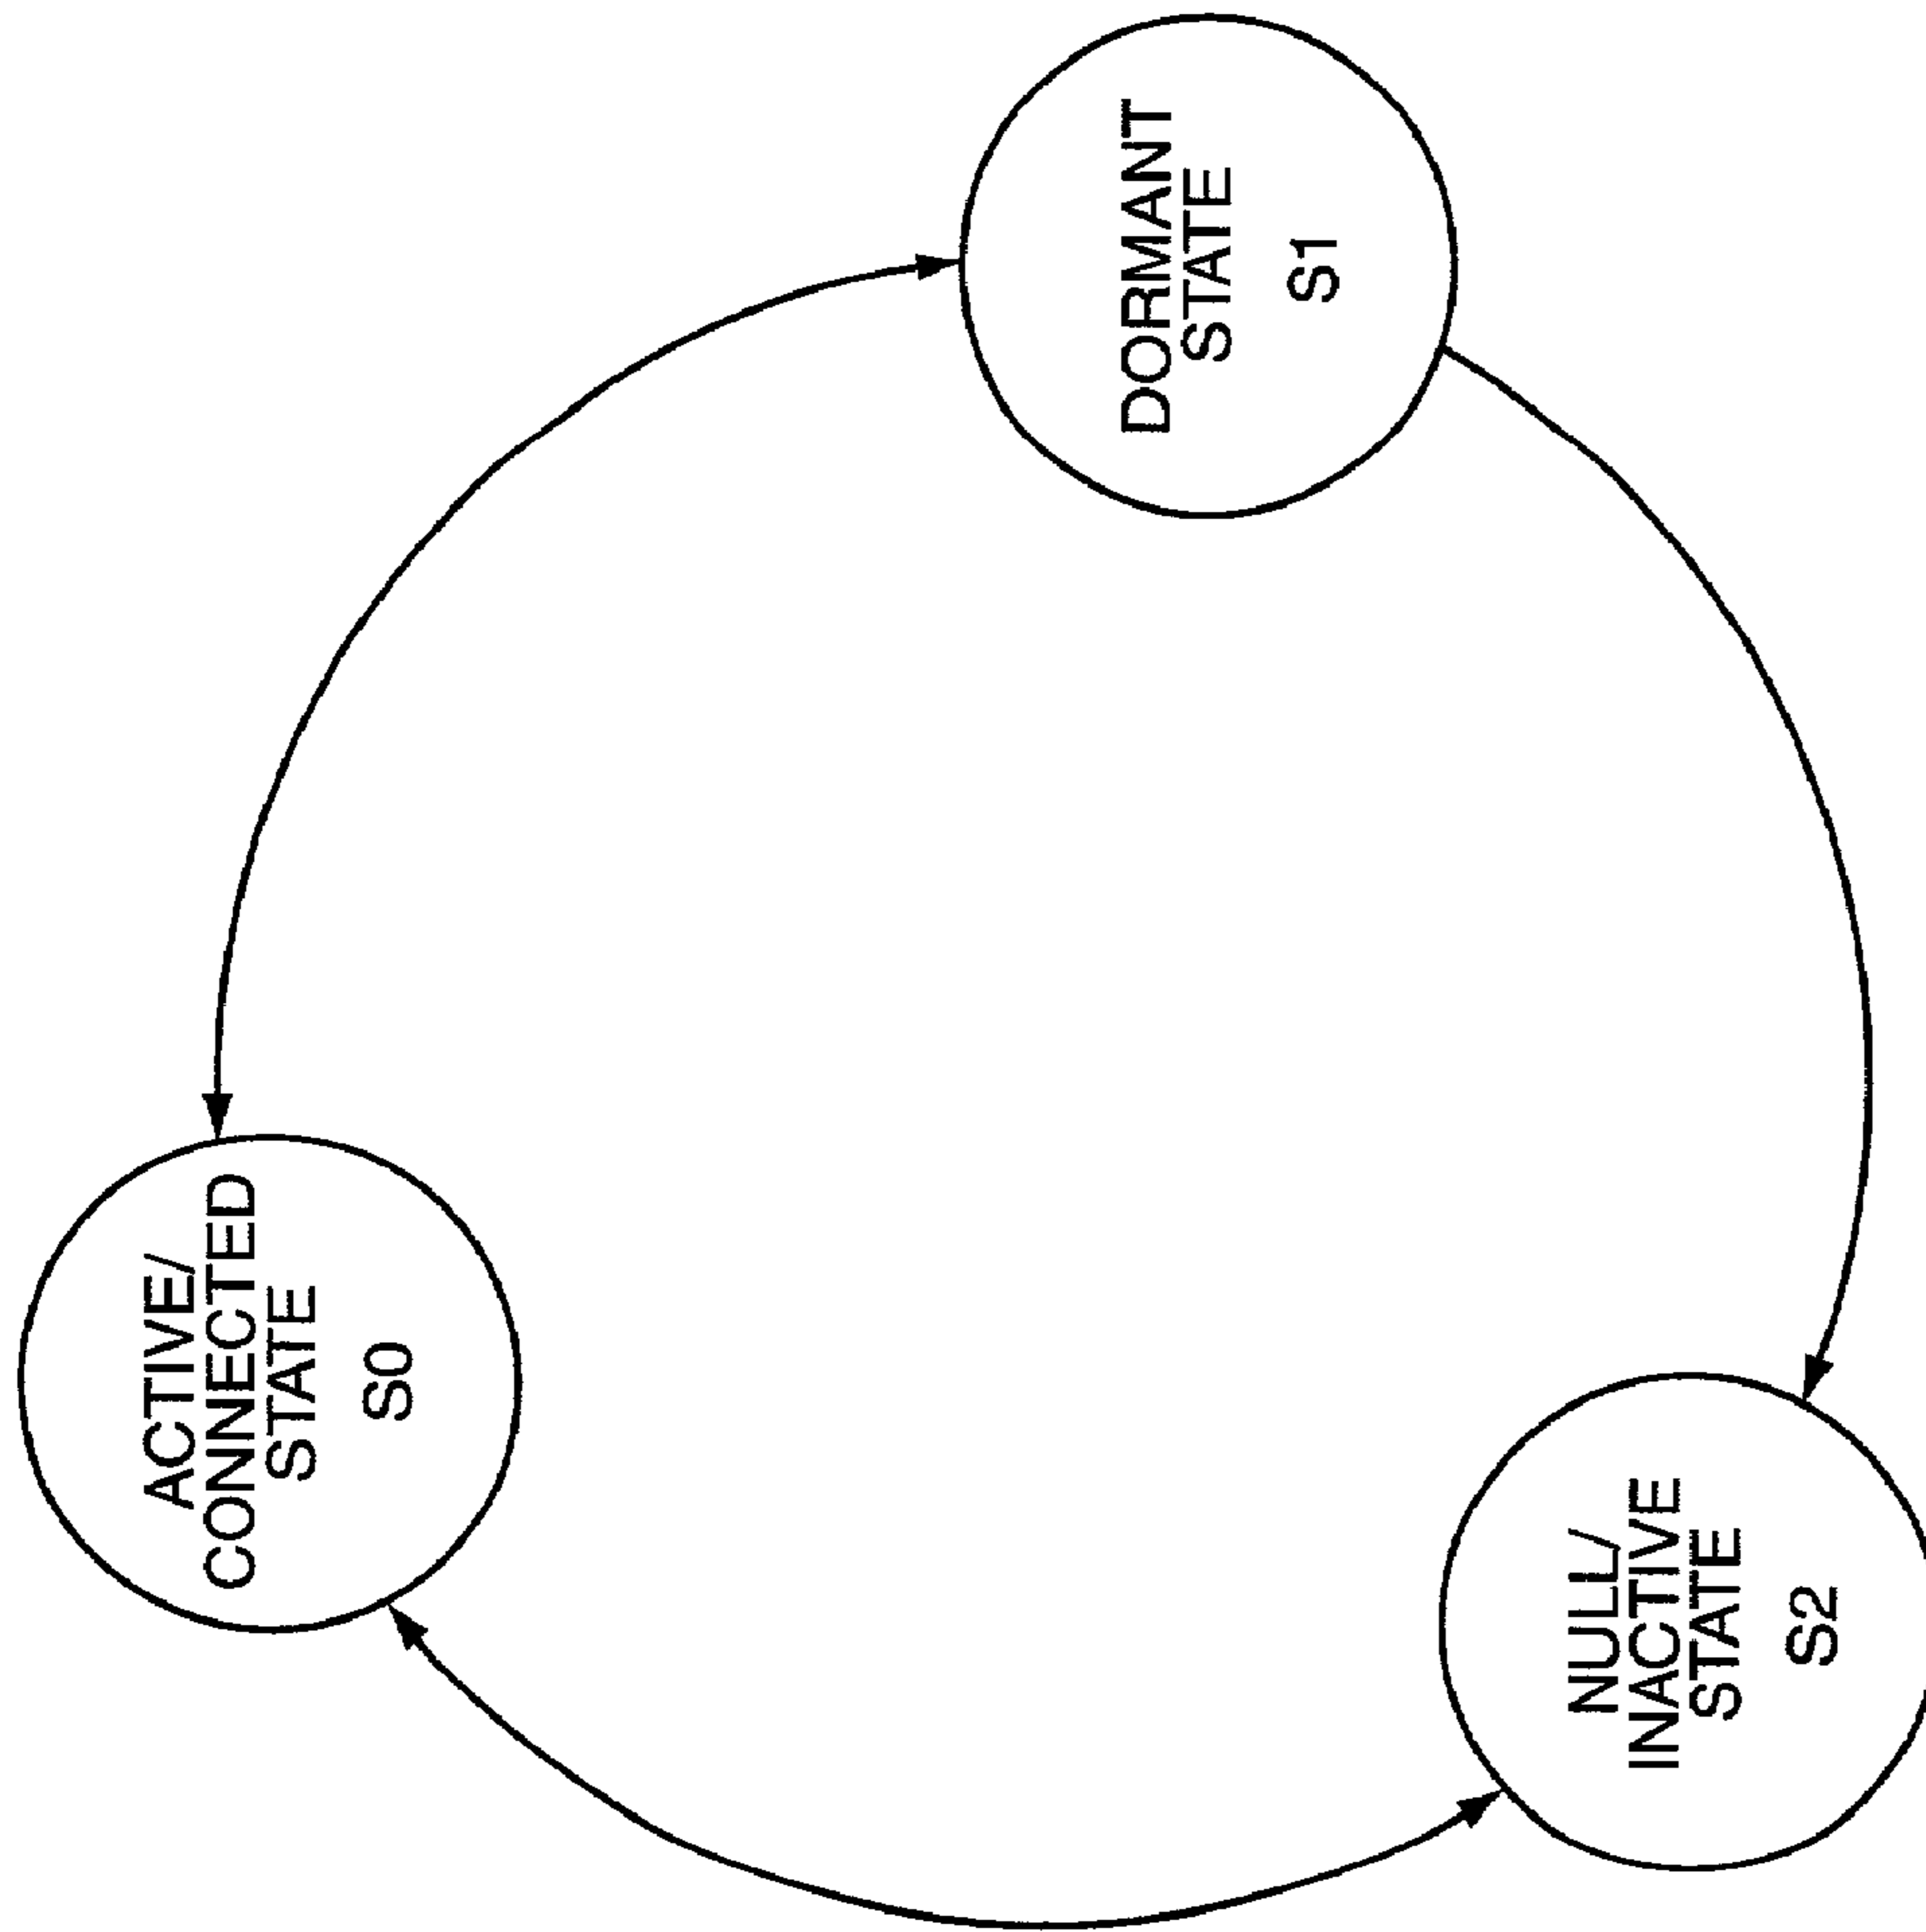 ACTIVE/
CONNECTED
STATE
S0
DORMANT
STATE
S1
NULL/
INACTIVE
STATE
S2